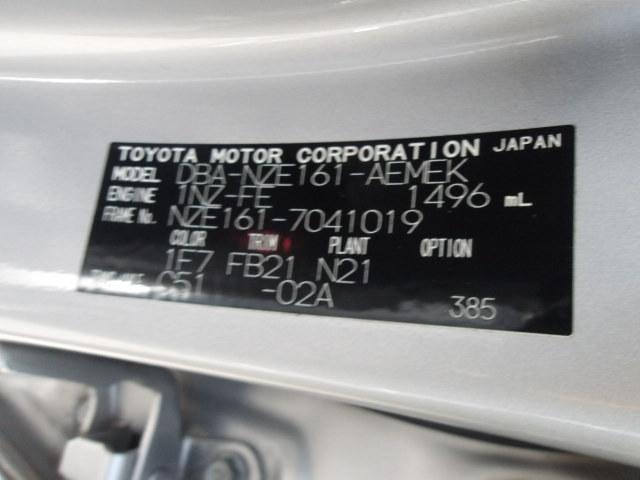 TOYOTA MOTOR CORPORATION JAPAN
MODEL DBA-NZE161-AEMEK
ENGINE 1NZ-FE 1496 mL
FRAME No. NZE161-7041019
COLOR TRIM PLANT OPTION
1F7 FB21 N21
C51 -02A 385